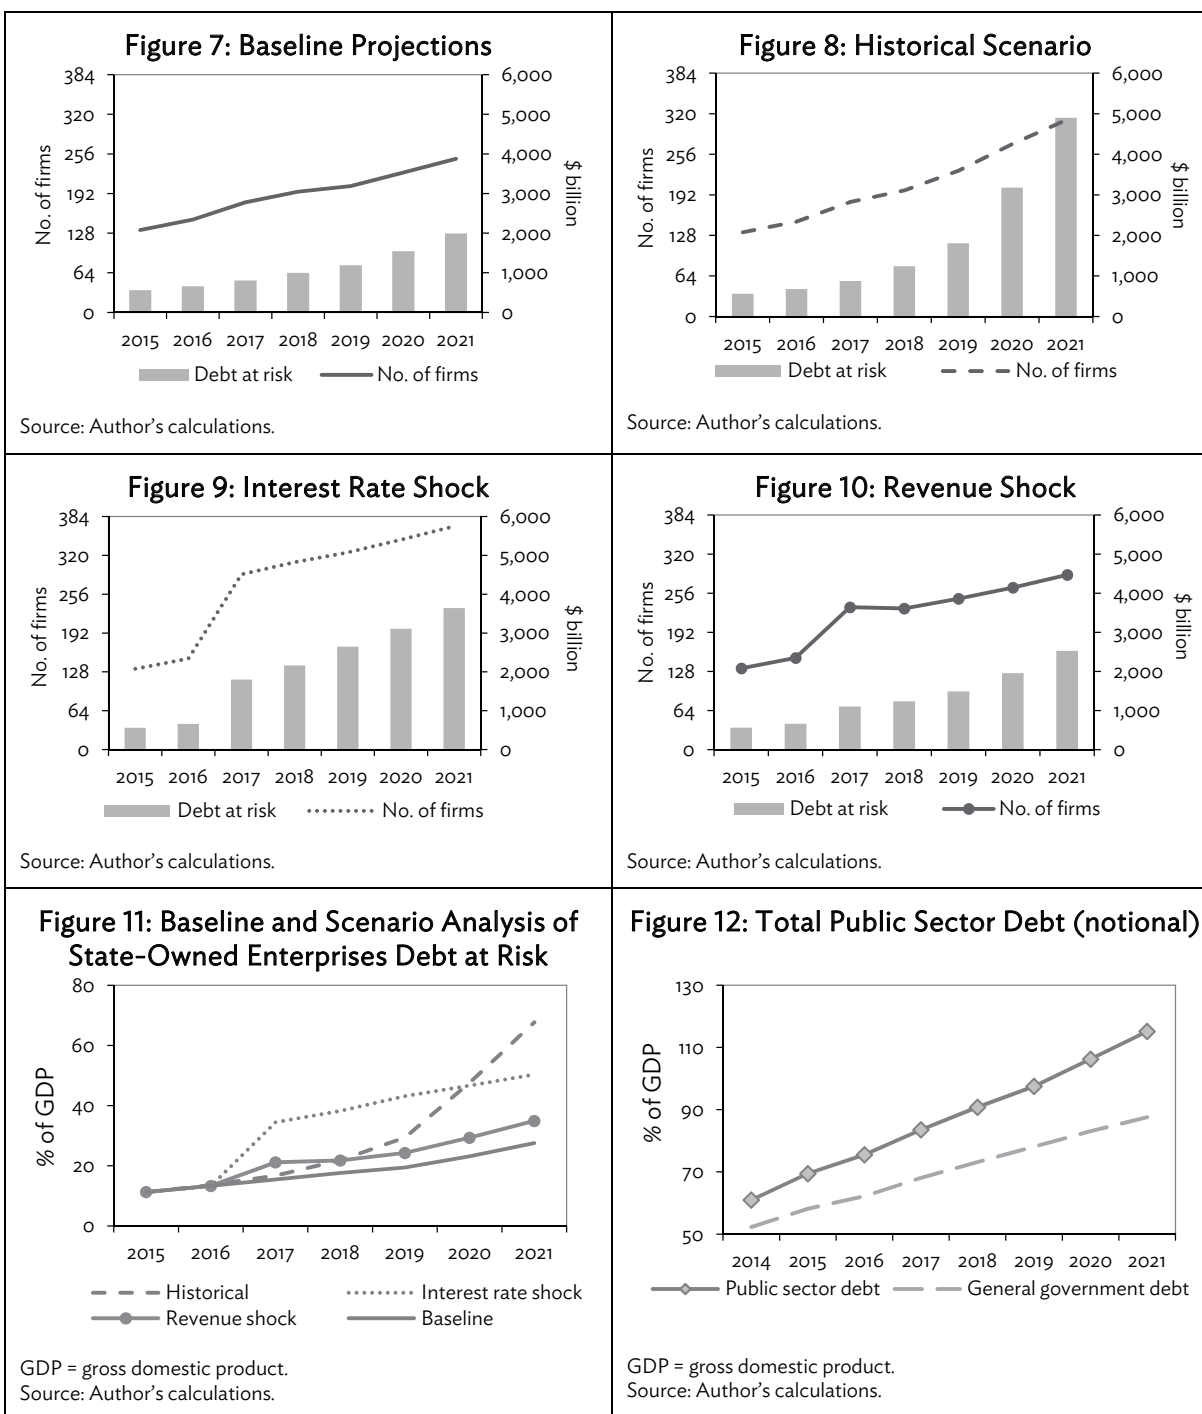 Figure 7: Baseline Projections
384
320
256
192
128
64
0
No. of firms
6,000
5,000
4,000
3,000
2,000
1,000
0
$ billion
2015 2016 2017 2018 2019 2020 2021
Debt at risk No. of firms
Source: Author's calculations.
Figure 8: Historical Scenario
384
320
256
192
128
64
0
No. of firms
6,000
5,000
4,000
3,000
2,000
1,000
0
$ billion
2015 2016 2017 2018 2019 2020 2021
Debt at risk No. of firms
Source: Author's calculations.
Figure 9: Interest Rate Shock
384
320
256
192
128
64
0
No. of firms
6,000
5,000
4,000
3,000
2,000
1,000
0
$ billion
2015 2016 2017 2018 2019 2020 2021
Debt at risk No. of firms
Source: Author's calculations.
Figure 10: Revenue Shock
384
320
256
192
128
64
0
No. of firms
6,000
5,000
4,000
3,000
2,000
1,000
0
$ billion
2015 2016 2017 2018 2019 2020 2021
Debt at risk No. of firms
Source: Author's calculations.
Figure 11: Baseline and Scenario Analysis of
State-Owned Enterprises Debt at Risk
80
60
40
20
0
% of GDP
2015 2016 2017 2018 2019 2020 2021
Historical Interest rate shock
Revenue shock Baseline
GDP = gross domestic product.
Source: Author's calculations.
Figure 12: Total Public Sector Debt (notional)
130
110
90
70
50
% of GDP
2014 2015 2016 2017 2018 2019 2020 2021
Public sector debt General government debt
GDP = gross domestic product.
Source: Author's calculations.